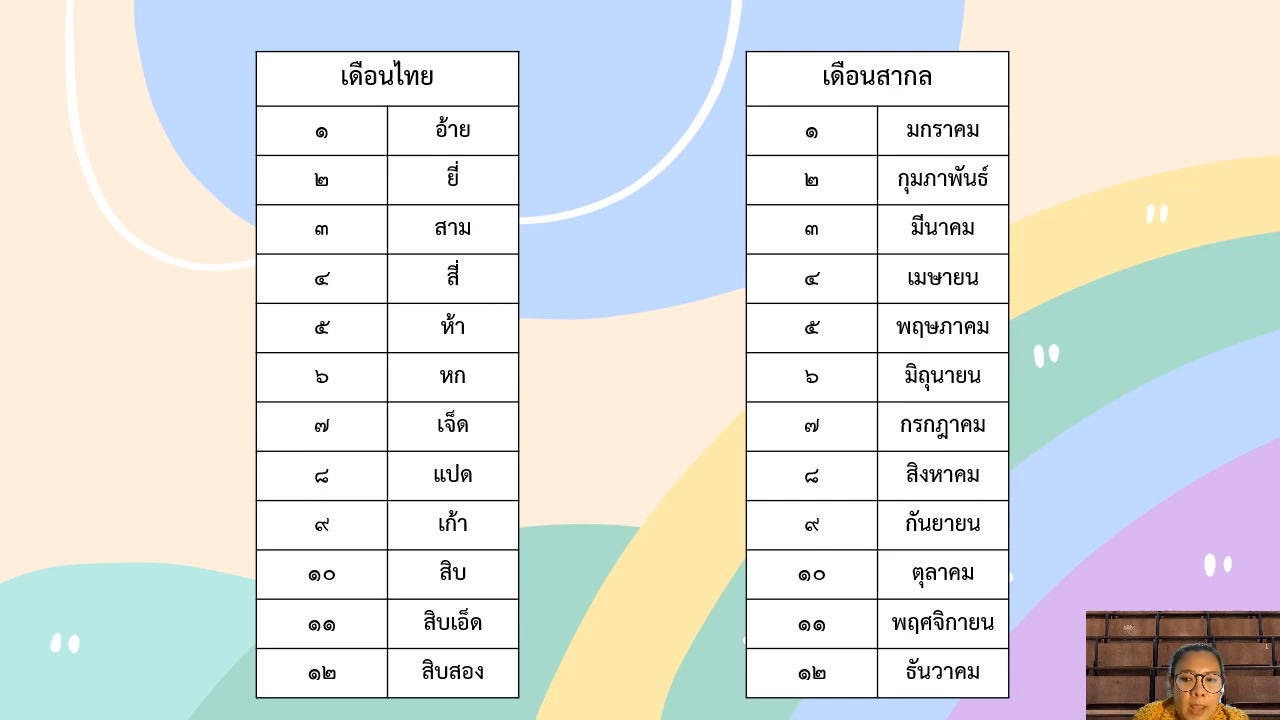 เดือนไทย
๑ อ้าย
๒ ยี่
๓ สาม
๔ สี่
๕ ห้า
๖ หก
๗ เจ็ด
๘ แปด
๙ เก้า
๑๐ สิบ
๑๑ สิบเอ็ด
๑๒ สิบสอง
เดือนสากล
๑ มกราคม
๒ กุมภาพันธ์
๓ มีนาคม
๔ เมษายน
๕ พฤษภาคม
๖ มิถุนายน
๗ กรกฎาคม
๘ สิงหาคม
๙ กันยายน
๑๐ ตุลาคม
๑๑ พฤศจิกายน
๑๒ ธันวาคม